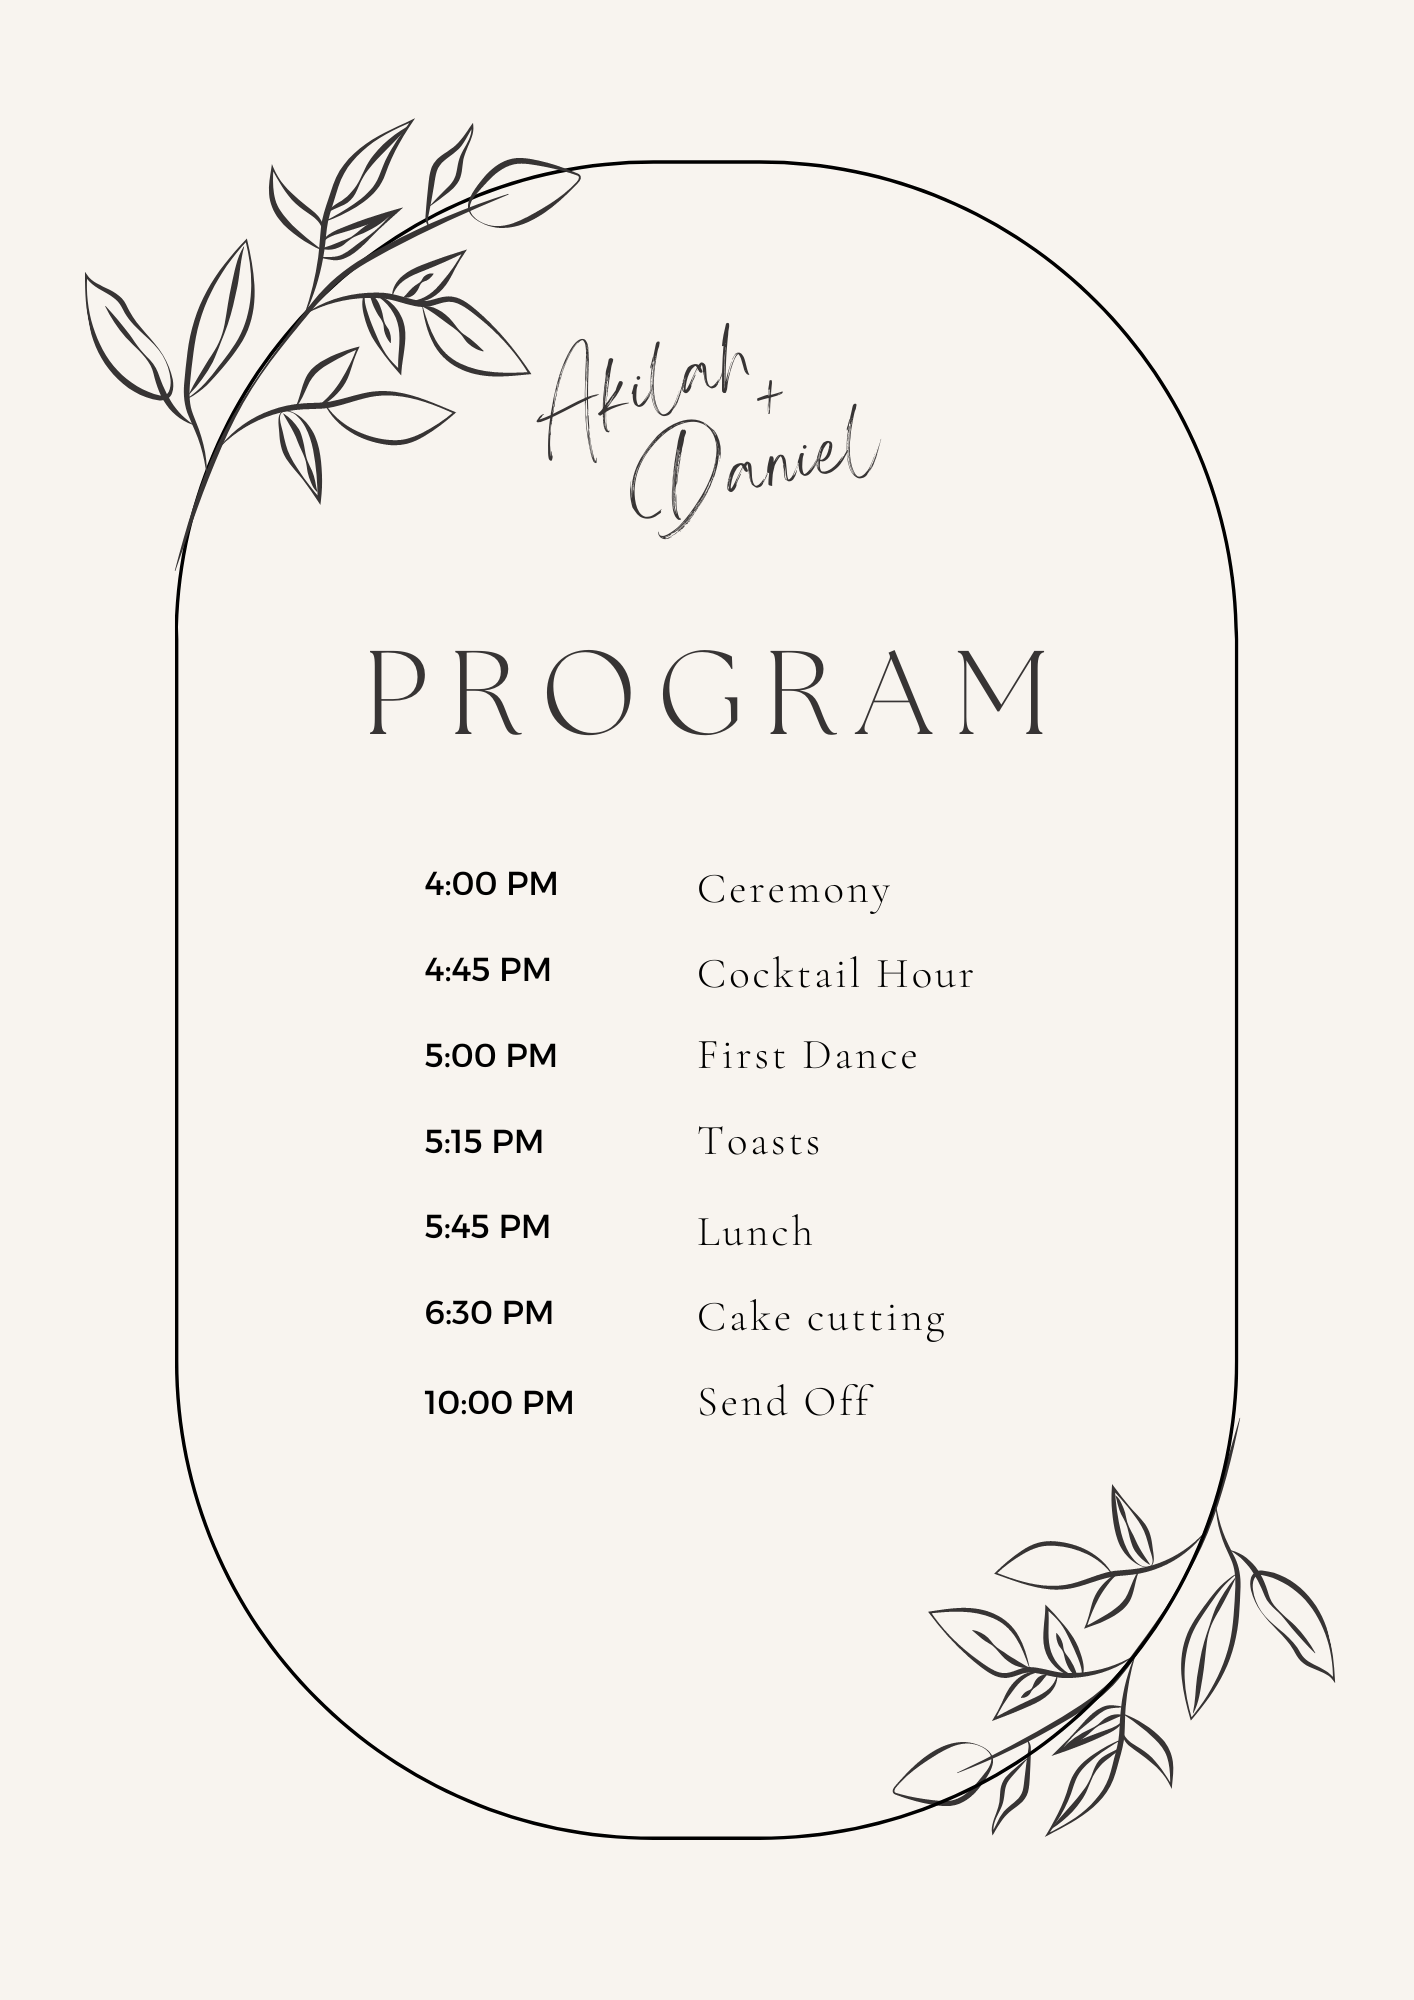 Akilah +
Daniel
PROGRAM
4:00 PM Ceremony
4:45 PM Cocktail Hour
5:00 PM First Dance
5:15 PM Toasts
5:45 PM Lunch
6:30 PM Cake cutting
10:00 PM Send Off